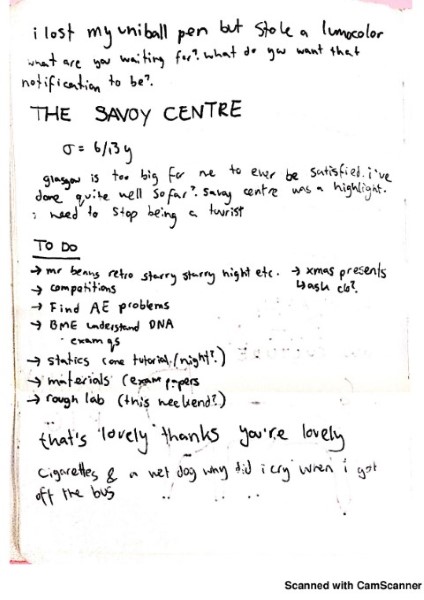 i lost my uniball pen but stole a lumocolor
what are you waiting for? what do you want that
notification to be?
THE SAVOY CENTRE
σ = 6/13 y
glasgow is too big for me to ever be satisfied. i've
done quite well so far? savoy centre was a highlight.
i need to stop being a tourist
TO DO
→ mr beans retro starry starry night etc. → xmas presents
→ competitions ↳ ask
→ Find AE problems
→ BME understand DNA
· exam qs
→ statics (one tutorial/night?)
→ materials (exam papers
→ rough lab (this weekend?)
that's 'lovely' thanks you're lovely
cigarettes & a wet dog why did i cry when i got
off the bus
Scanned with CamScanner